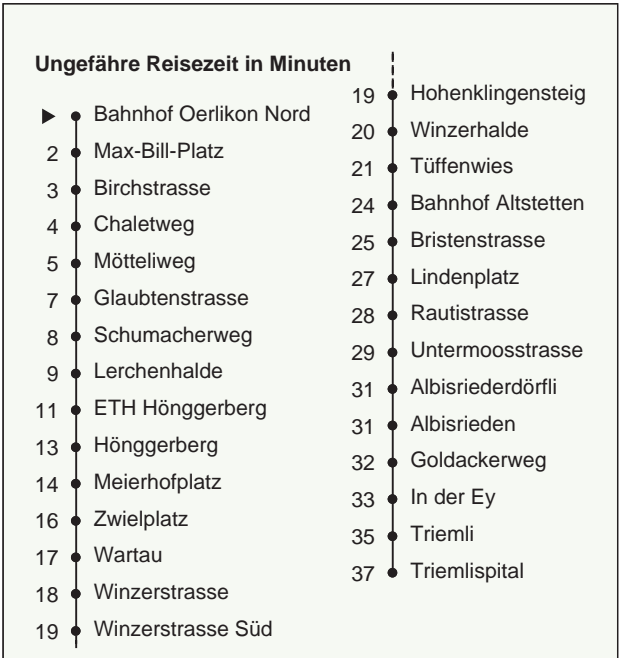 Ungefähre Reisezeit in Minuten
Bahnhof Oerlikon Nord
2 Max-Bill-Platz
3 Birchstrasse
4 Chaletweg
5 Mötteliweg
7 Glaubtenstrasse
8 Schumacherweg
9 Lerchenhalde
11 ETH Hönggerberg
13 Hönggerberg
14 Meierhofplatz
16 Zwielplatz
17 Wartau
18 Winzerstrasse
19 Winzerstrasse Süd
19 Hohenklingensteig
20 Winzerhalde
21 Tüffenwies
24 Bahnhof Altstetten
25 Bristenstrasse
27 Lindenplatz
28 Rautistrasse
29 Untermoosstrasse
31 Albisriederdörfli
31 Albisrieden
32 Goldackerweg
33 In der Ey
35 Triemli
37 Triemlispital